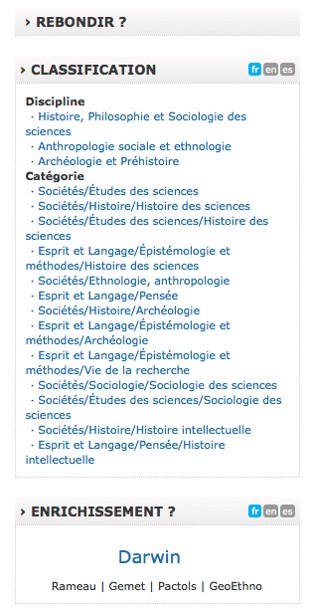 › REBONDIR ?
› CLASSIFICATION fr en es
Discipline
· Histoire, Philosophie et Sociologie des
sciences
· Anthropologie sociale et ethnologie
· Archéologie et Préhistoire
Catégorie
· Sociétés/Études des sciences
· Sociétés/Histoire/Histoire des sciences
· Sociétés/Études des sciences/Histoire des
sciences
· Esprit et Langage/Épistémologie et
méthodes/Histoire des sciences
· Sociétés/Ethnologie, anthropologie
· Esprit et Langage/Pensée
· Sociétés/Histoire/Archéologie
· Esprit et Langage/Épistémologie et
méthodes/Archéologie
· Esprit et Langage/Épistémologie et
méthodes/Vie de la recherche
· Sociétés/Sociologie/Sociologie des sciences
· Sociétés/Études des sciences/Sociologie des
sciences
· Sociétés/Histoire/Histoire intellectuelle
· Esprit et Langage/Pensée/Histoire
intellectuelle
› ENRICHISSEMENT ? fr en es
Darwin
Rameau | Gemet | Pactols | GeoEthno